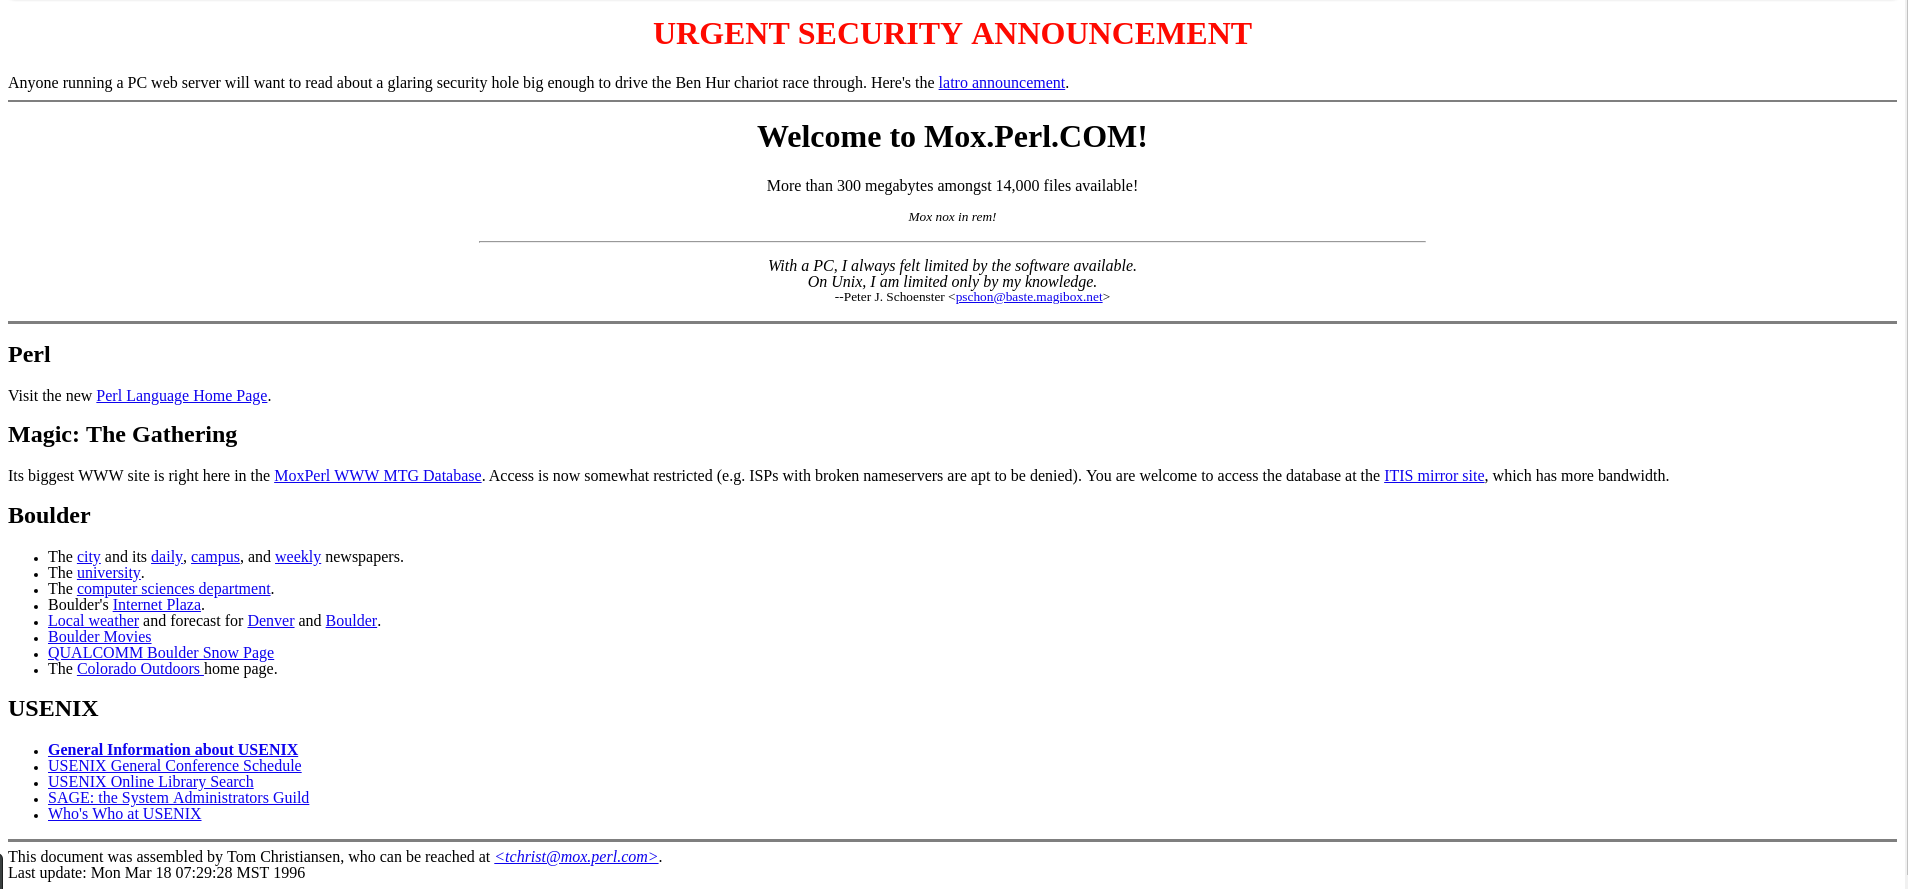 URGENT SECURITY ANNOUNCEMENT
Anyone running a PC web server will want to read about a glaring security hole big enough to drive the Ben Hur chariot race through. Here's the latro announcement.
Welcome to Mox.Perl.COM!
More than 300 megabytes amongst 14,000 files available!
Mox nox in rem!
With a PC, I always felt limited by the software available.
On Unix, I am limited only by my knowledge.
--Peter J. Schoenster <pschon@baste.magibox.net>
Perl
Visit the new Perl Language Home Page.
Magic: The Gathering
Its biggest WWW site is right here in the MoxPerl WWW MTG Database. Access is now somewhat restricted (e.g. ISPs with broken nameservers are apt to be denied). You are welcome to access the database at the ITIS mirror site, which has more bandwidth.
Boulder
• The city and its daily, campus, and weekly newspapers.
• The university.
• The computer sciences department.
• Boulder's Internet Plaza.
• Local weather and forecast for Denver and Boulder.
• Boulder Movies
• QUALCOMM Boulder Snow Page
• The Colorado Outdoors home page.
USENIX
• General Information about USENIX
• USENIX General Conference Schedule
• USENIX Online Library Search
• SAGE: the System Administrators Guild
• Who's Who at USENIX
This document was assembled by Tom Christiansen, who can be reached at <tchrist@mox.perl.com>.
Last update: Mon Mar 18 07:29:28 MST 1996